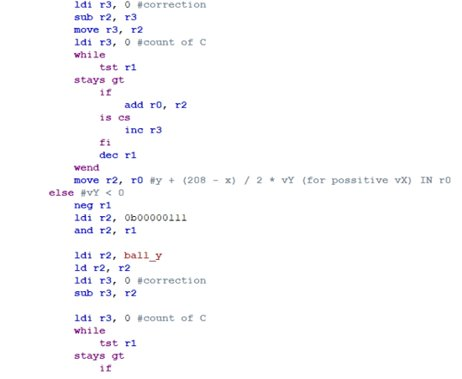 ldi r3, 0 #correction
sub r2, r3
move r3, r2
ldi r3, 0 #count of C
while
tst r1
stays gt
if
add r0, r2
is cs
inc r3
fi
dec r1
wend
move r2, r0 #y + (208 - x) / 2 * vY (for possitive vX) IN r0
else #vY < 0
neg r1
ldi r2, 0b00000111
and r2, r1
ldi r2, ball_y
ld r2, r2
ldi r3, 0 #correction
sub r3, r2
ldi r3, 0 #count of C
while
tst r1
stays gt
if